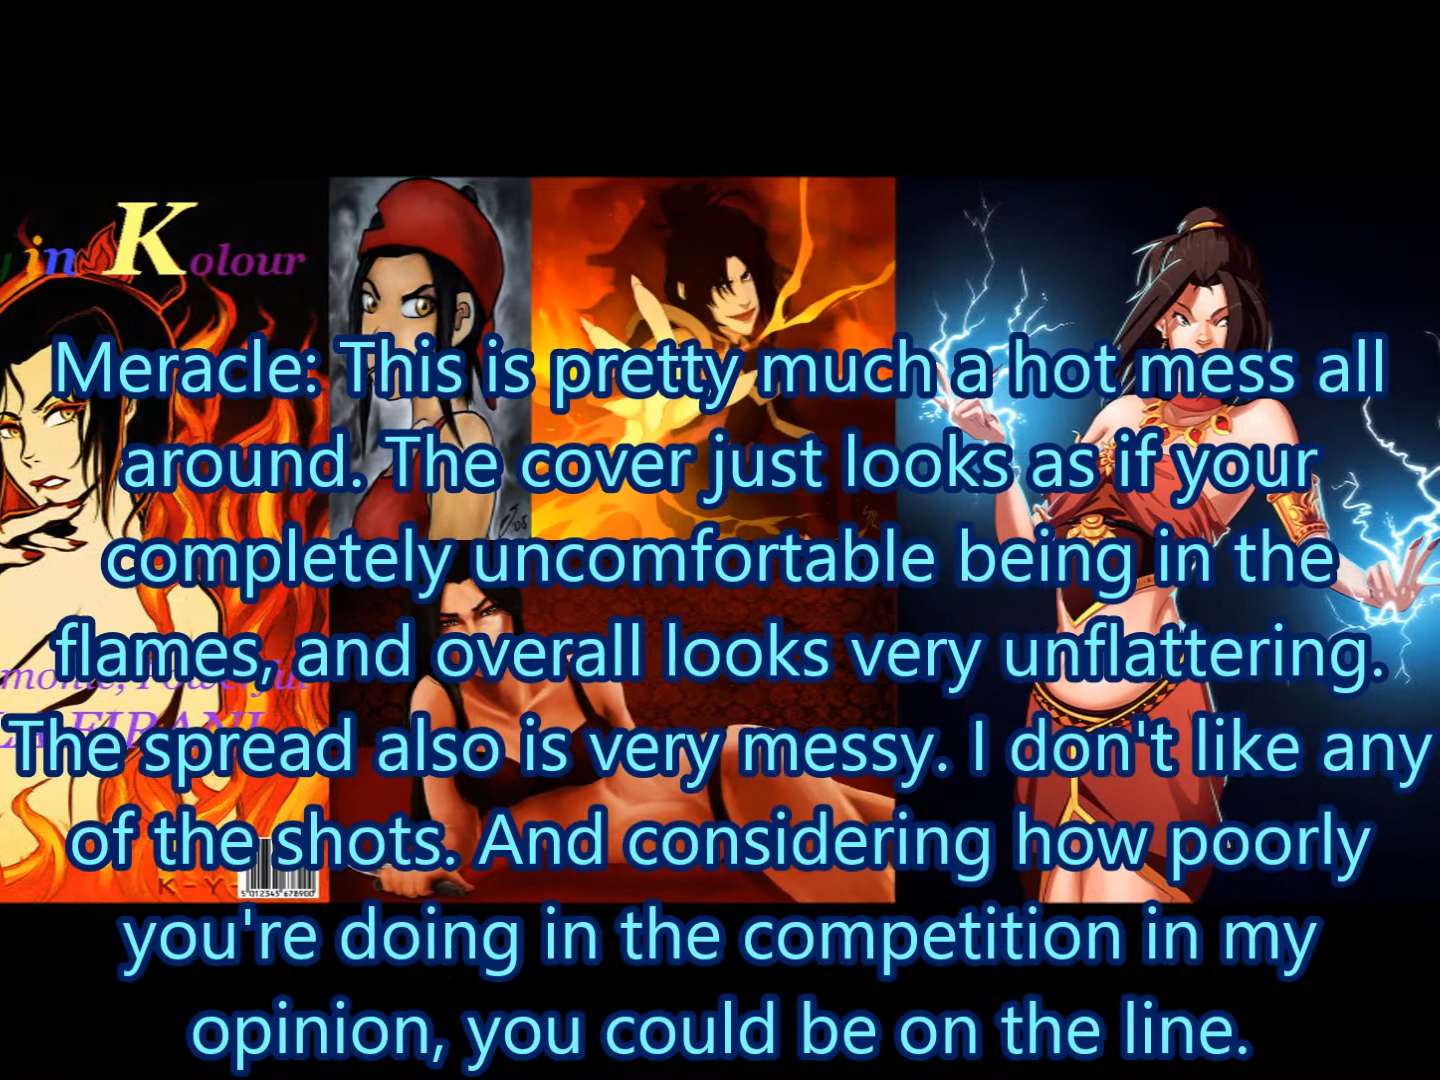 in Kolour
Meracle: This is pretty much a hot mess all
around. The cover just looks as if your
completely uncomfortable being in the
flames, and overall looks very unflattering.
The spread also is very messy. I don't like any
of the shots. And considering how poorly
you're doing in the competition in my
opinion, you could be on the line.
K-Y-
5 012345 678900